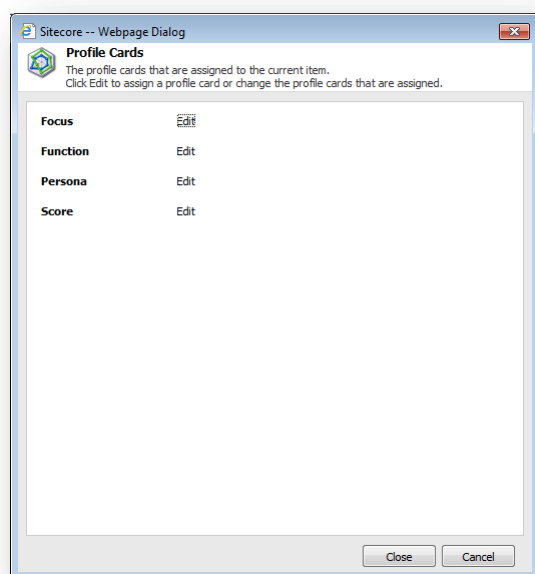 Sitecore -- Webpage Dialog
Profile Cards
The profile cards that are assigned to the current item.
Click Edit to assign a profile card or change the profile cards that are assigned.
Focus Edit
Function Edit
Persona Edit
Score Edit
Close Cancel